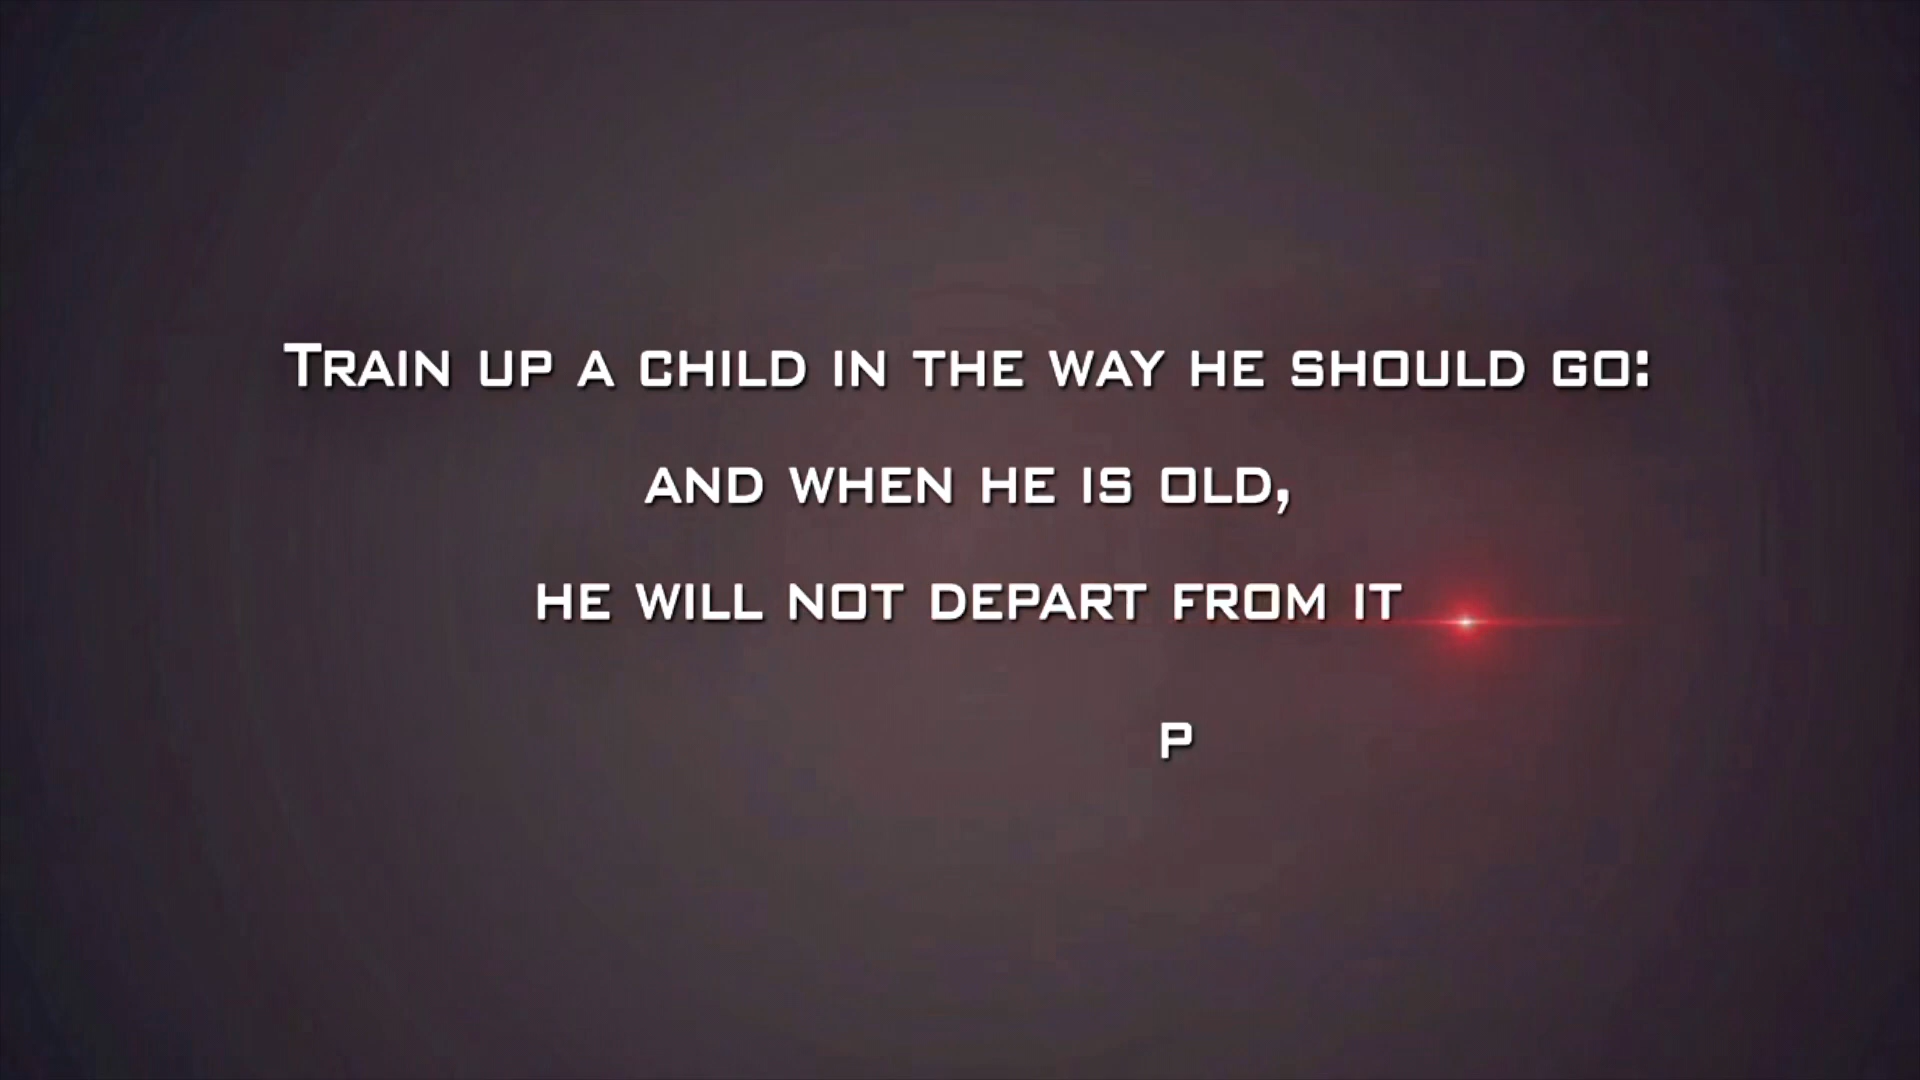 Train up a child in the way he should go:
and when he is old,
he will not depart from it
P